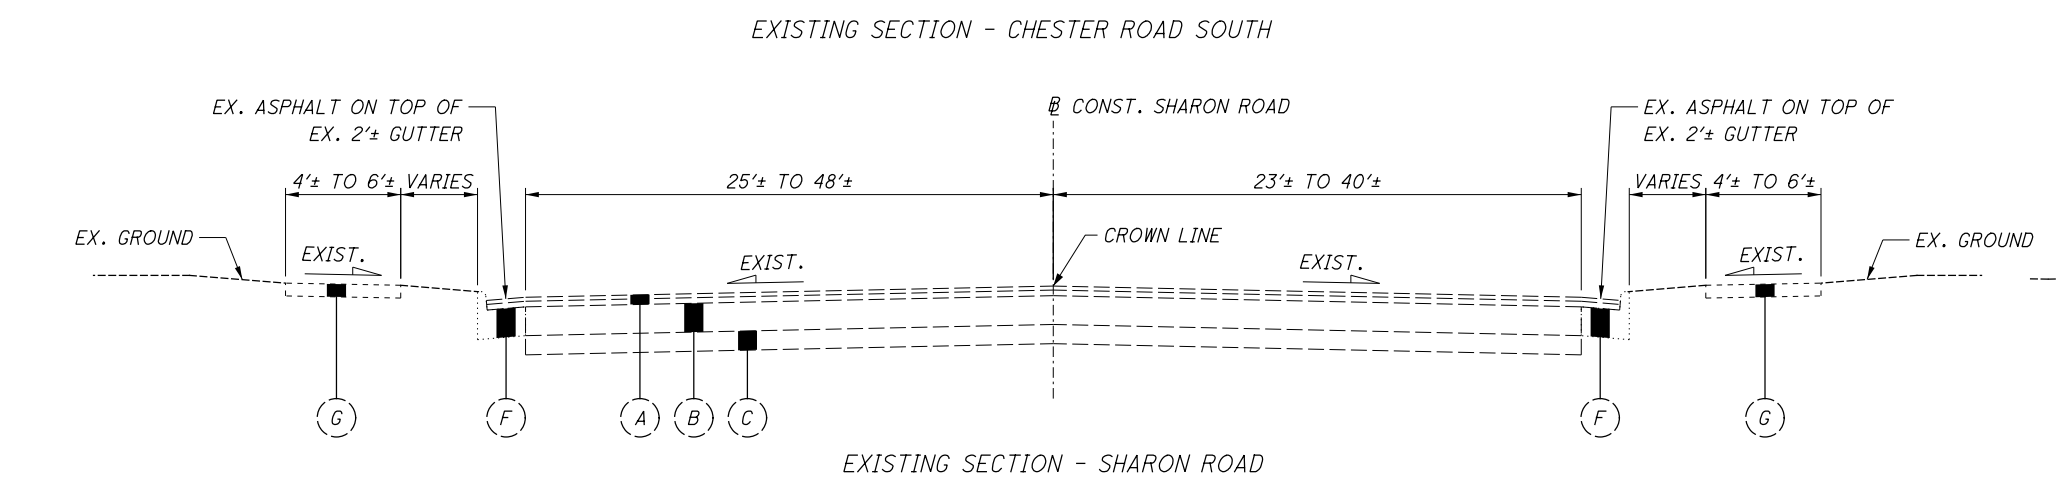 EXISTING SECTION - CHESTER ROAD SOUTH
EX. ASPHALT ON TOP OF
EX. 2'± GUTTER
℄ CONST. SHARON ROAD
EX. ASPHALT ON TOP OF
EX. 2'± GUTTER
4'± TO 6'± VARIES
25'± TO 48'±
23'± TO 40'±
VARIES 4'± TO 6'±
EX. GROUND
EXIST.
EXIST.
CROWN LINE
EXIST.
EXIST.
EX. GROUND
G F A B C F G
EXISTING SECTION - SHARON ROAD